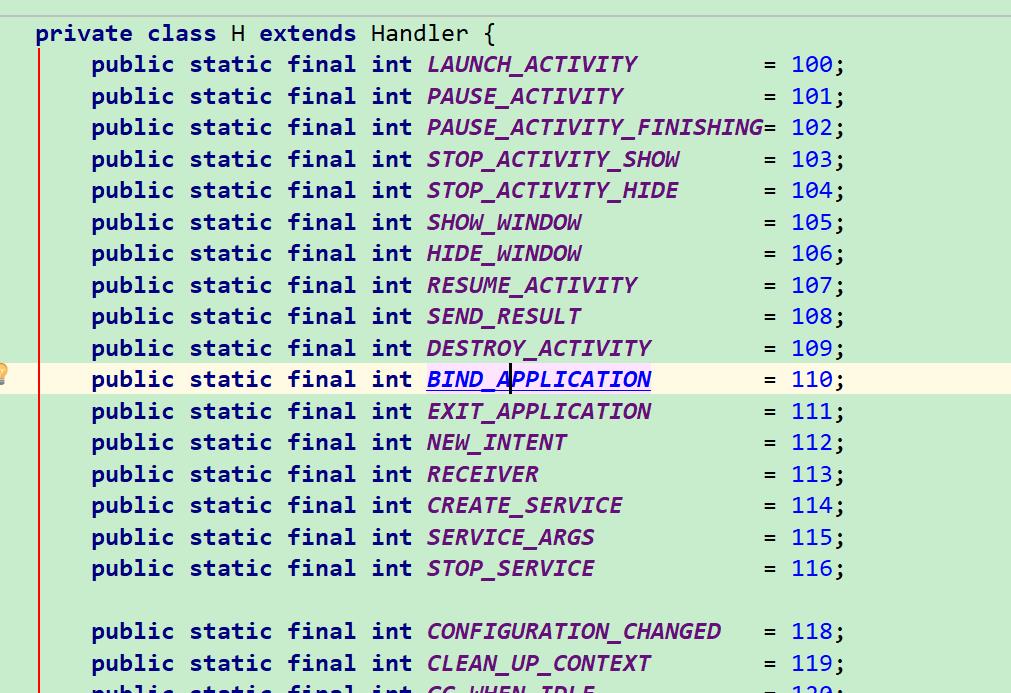 private class H extends Handler {
public static final int LAUNCH_ACTIVITY = 100;
public static final int PAUSE_ACTIVITY = 101;
public static final int PAUSE_ACTIVITY_FINISHING= 102;
public static final int STOP_ACTIVITY_SHOW = 103;
public static final int STOP_ACTIVITY_HIDE = 104;
public static final int SHOW_WINDOW = 105;
public static final int HIDE_WINDOW = 106;
public static final int RESUME_ACTIVITY = 107;
public static final int SEND_RESULT = 108;
public static final int DESTROY_ACTIVITY = 109;
public static final int BIND_APPLICATION = 110;
public static final int EXIT_APPLICATION = 111;
public static final int NEW_INTENT = 112;
public static final int RECEIVER = 113;
public static final int CREATE_SERVICE = 114;
public static final int SERVICE_ARGS = 115;
public static final int STOP_SERVICE = 116;
public static final int CONFIGURATION_CHANGED = 118;
public static final int CLEAN_UP_CONTEXT = 119;
public static final int GC_WHEN_IDLE = 120;